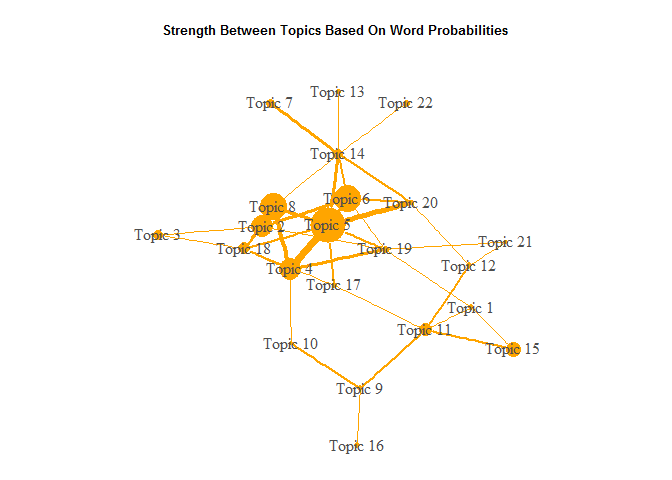 Strength Between Topics Based On Word Probabilities
Topic 13
Topic 7
Topic 22
Topic 14
Topic 6
Topic 20
Topic 8
Topic 5
Topic 2
Topic 3
Topic 18
Topic 19
Topic 21
Topic 4
Topic 12
Topic 17
Topic 1
Topic 11
Topic 10
Topic 15
Topic 9
Topic 16